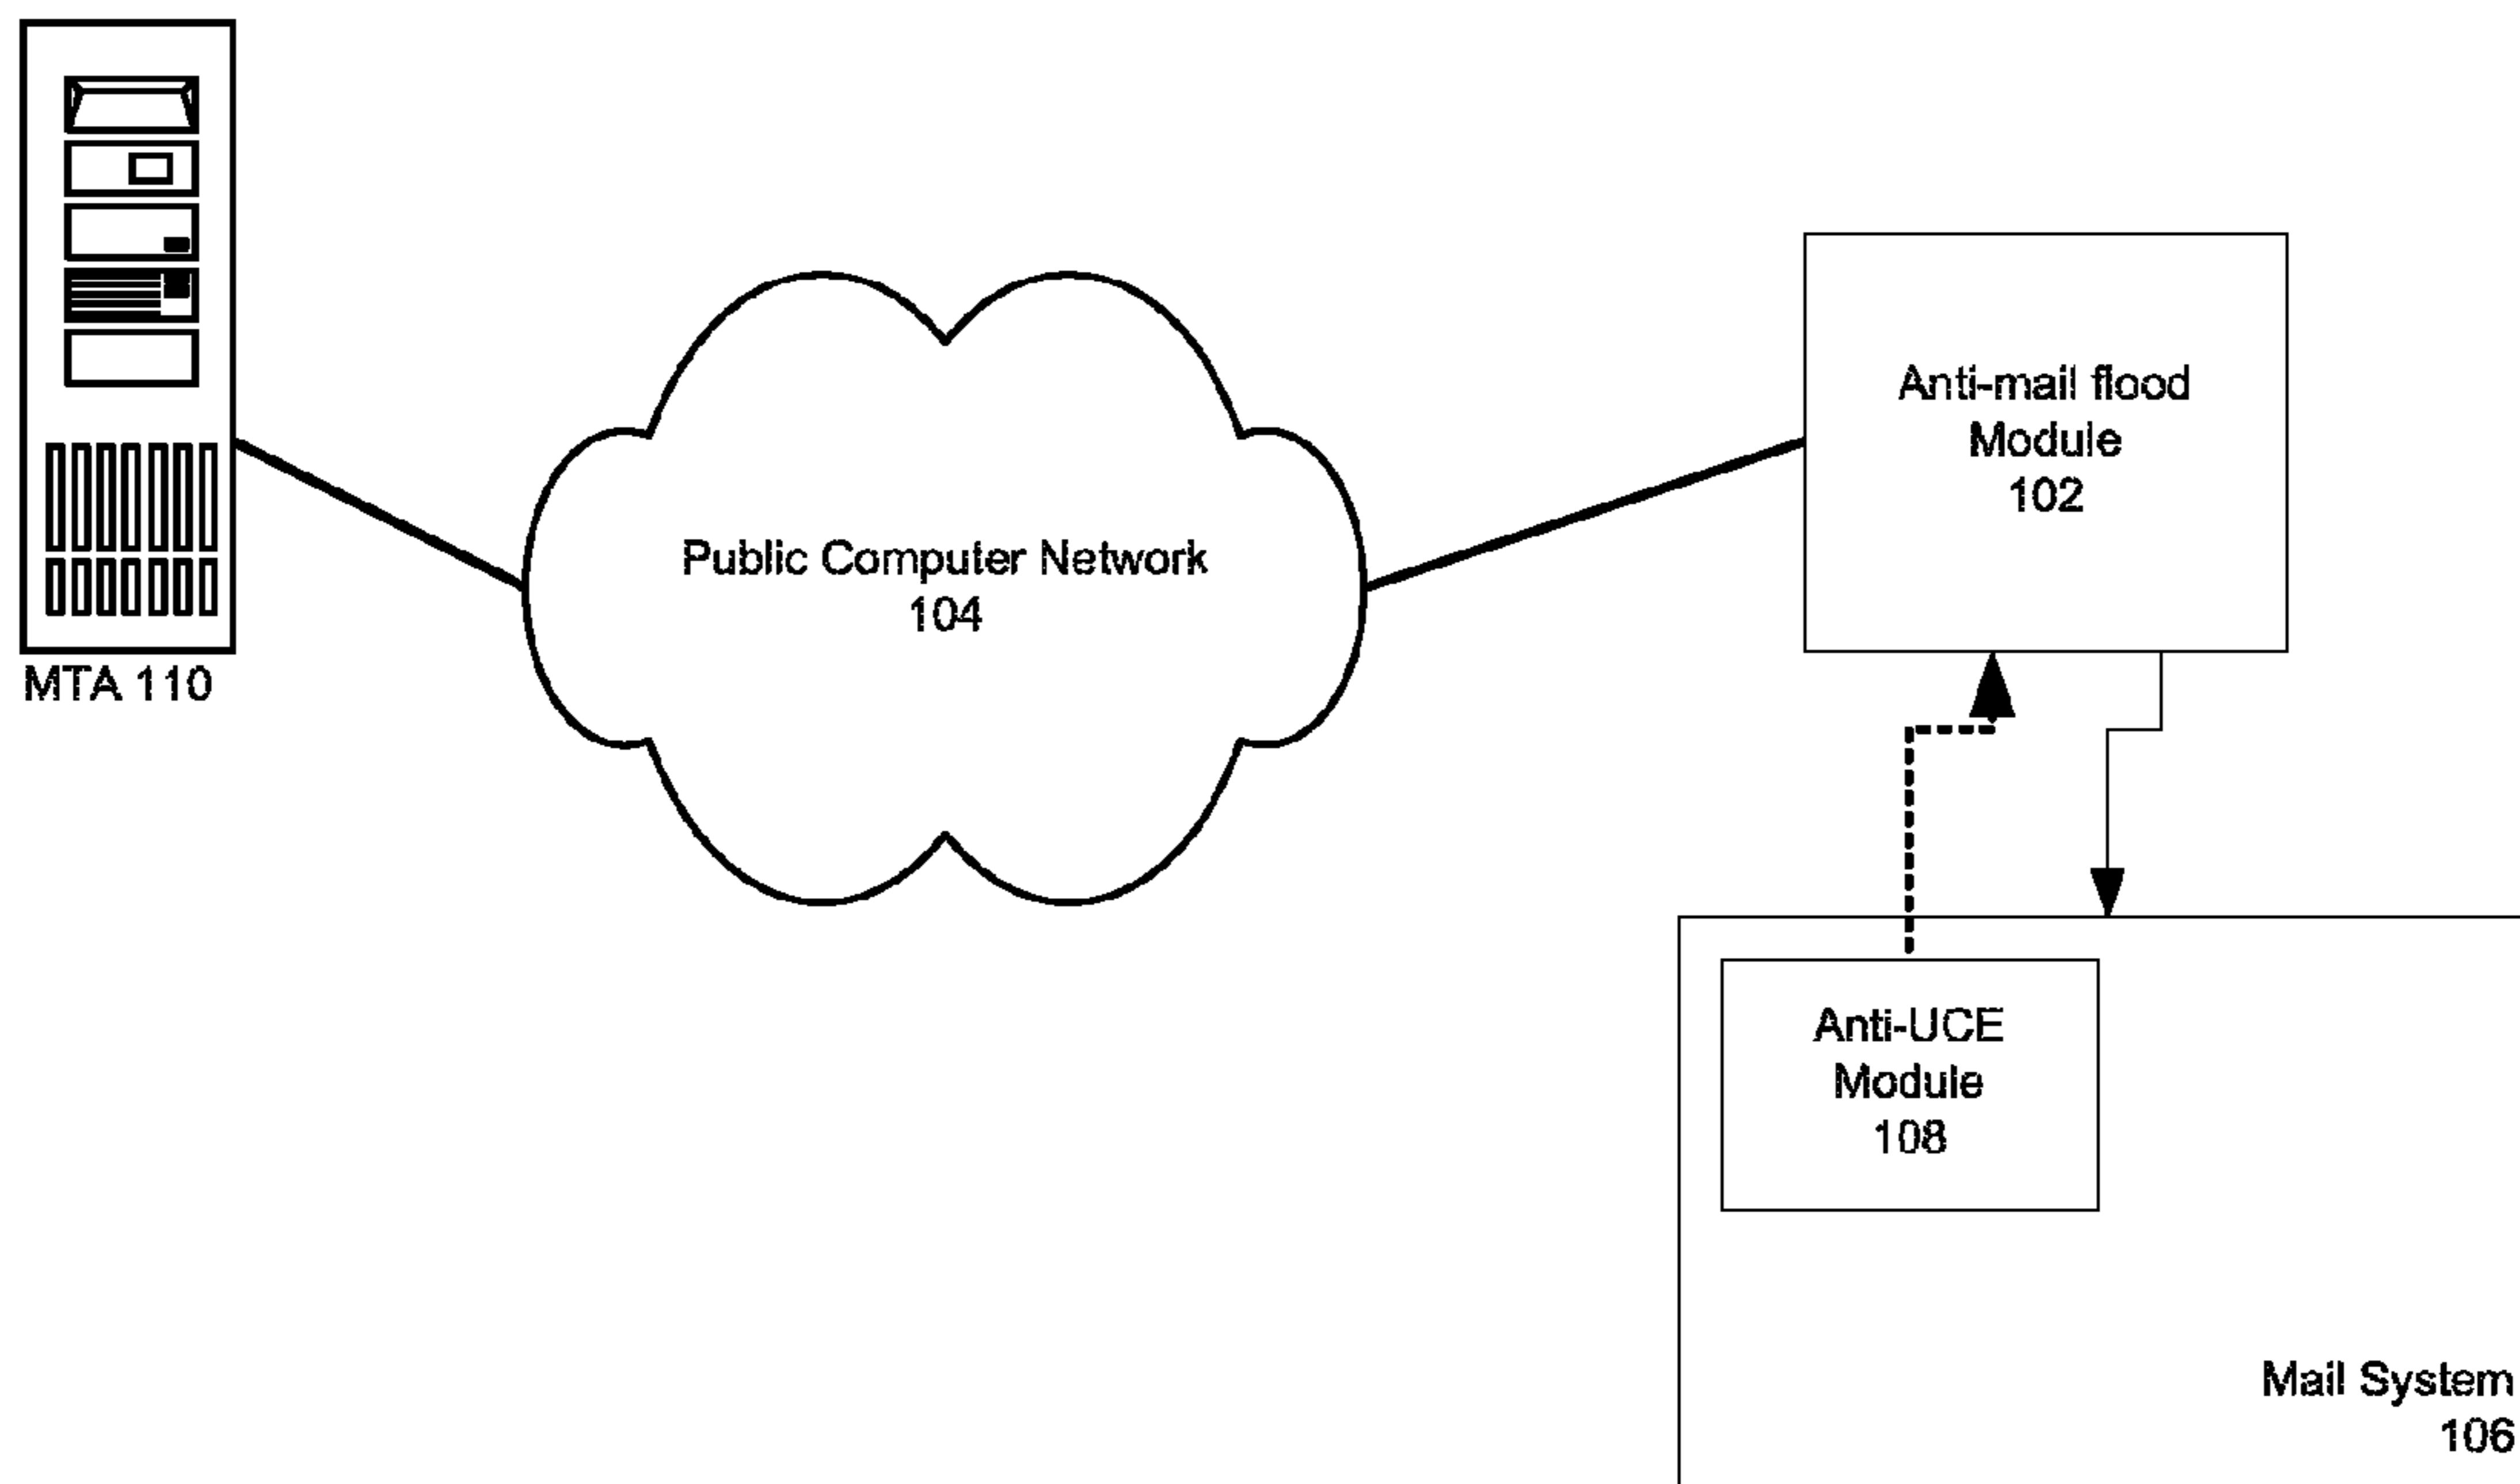 MTA 110
Public Computer Network
104
Anti-mail flood
Module
102
Anti-UCE
Module
108
Mail System
106